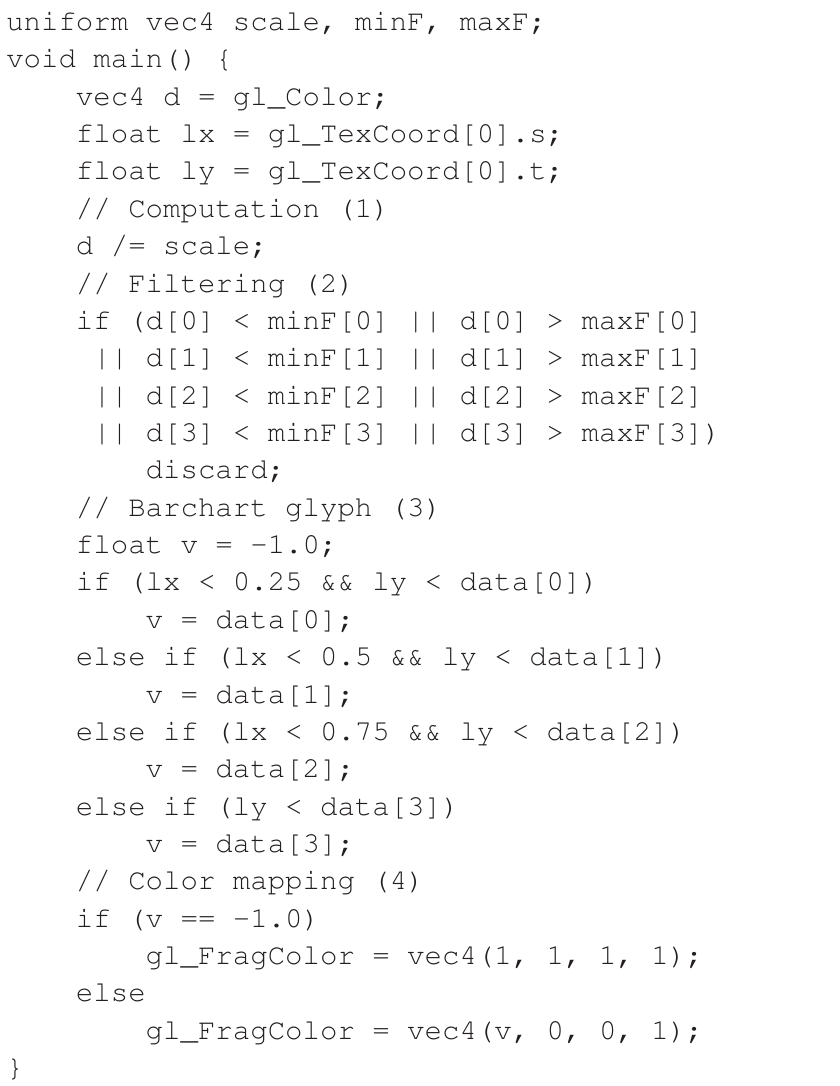 uniform vec4 scale, minF, maxF;
void main() {
    vec4 d = gl_Color;
    float lx = gl_TexCoord[0].s;
    float ly = gl_TexCoord[0].t;
    // Computation (1)
    d /= scale;
    // Filtering (2)
    if (d[0] < minF[0] || d[0] > maxF[0]
     || d[1] < minF[1] || d[1] > maxF[1]
     || d[2] < minF[2] || d[2] > maxF[2]
     || d[3] < minF[3] || d[3] > maxF[3])
        discard;
    // Barchart glyph (3)
    float v = -1.0;
    if (lx < 0.25 && ly < data[0])
        v = data[0];
    else if (lx < 0.5 && ly < data[1])
        v = data[1];
    else if (lx < 0.75 && ly < data[2])
        v = data[2];
    else if (ly < data[3])
        v = data[3];
    // Color mapping (4)
    if (v == -1.0)
        gl_FragColor = vec4(1, 1, 1, 1);
    else
        gl_FragColor = vec4(v, 0, 0, 1);
}